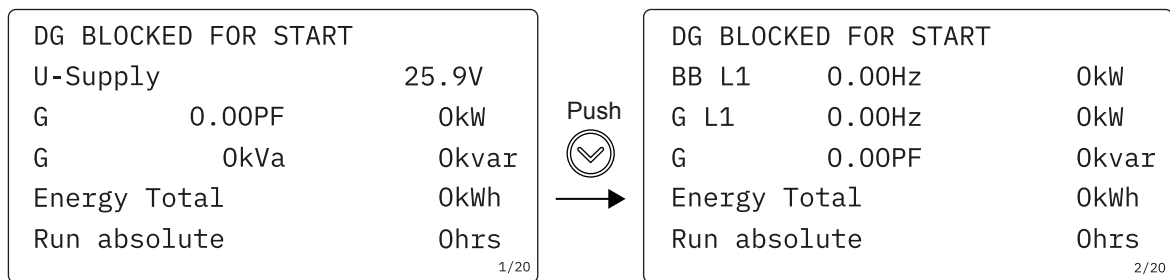 DG BLOCKED FOR START
U-Supply 25.9V
G 0.00PF 0kW
G 0kVa 0kvar
Energy Total 0kWh
Run absolute 0hrs
1/20
Push
DG BLOCKED FOR START
BB L1 0.00Hz 0kW
G L1 0.00Hz 0kW
G 0.00PF 0kvar
Energy Total 0kWh
Run absolute 0hrs
2/20